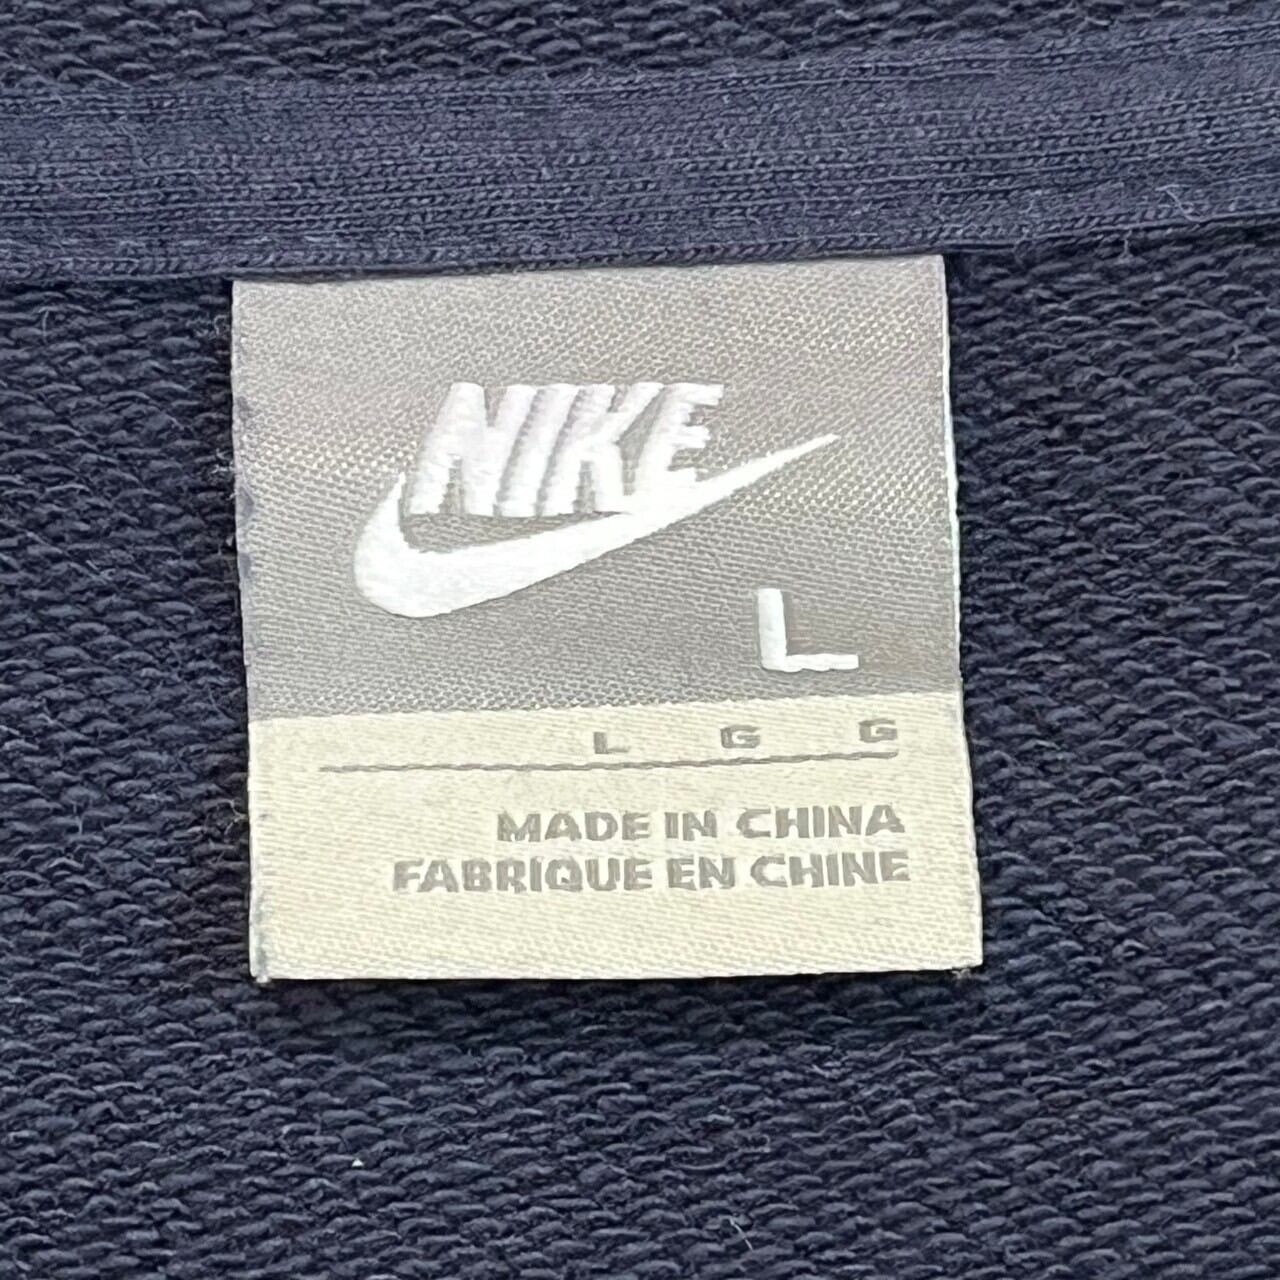 NIKE
L
L G G
MADE IN CHINA
FABRIQUE EN CHINE